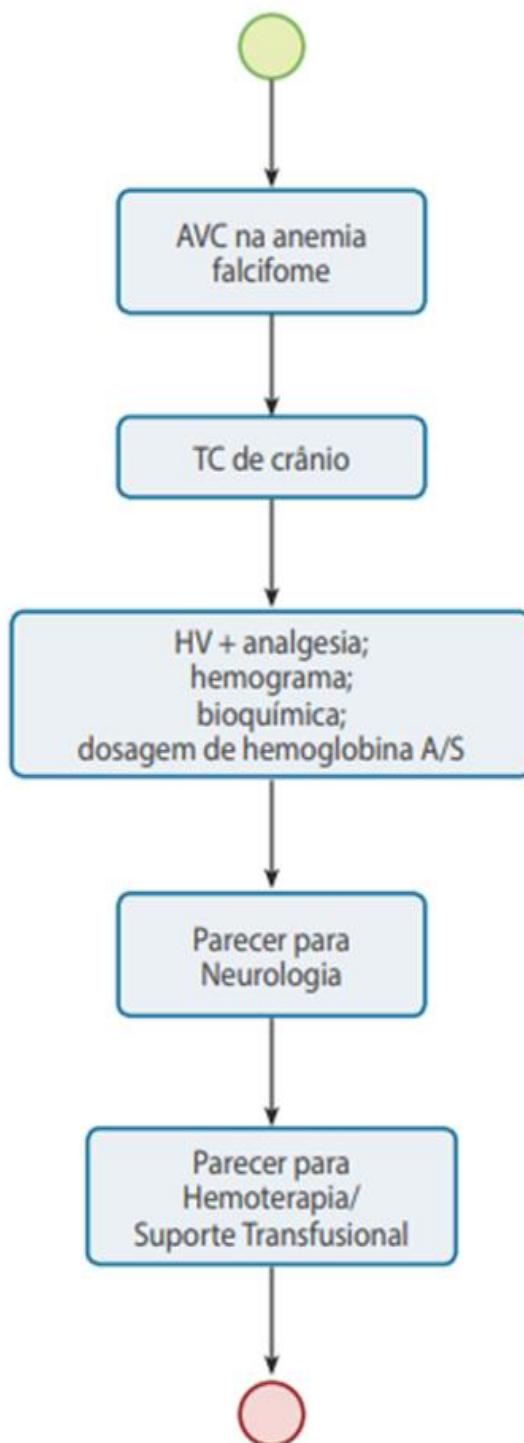 AVC na anemia
falcifome
TC de crânio
HV + analgesia;
hemograma;
bioquímica;
dosagem de hemoglobina A/S
Parecer para
Neurologia
Parecer para
Hemoterapia/
Suporte Transfusional